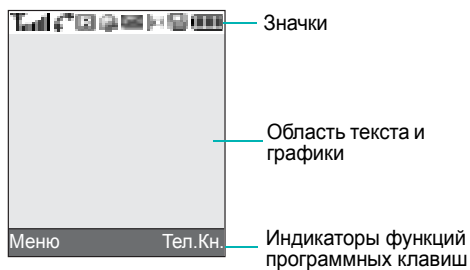 Значки
Область текста и
графики
Меню Тел.Кн.
Индикаторы функций
программных клавиш